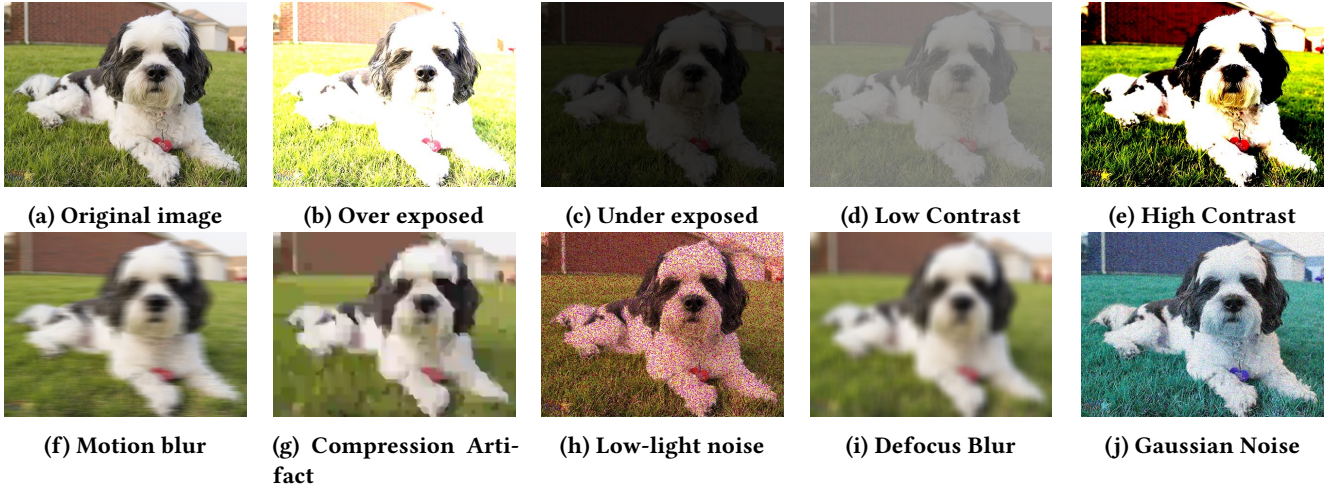 (a) Original image
(b) Over exposed
(c) Under exposed
(d) Low Contrast
(e) High Contrast
(f) Motion blur
(g) Compression Arti-
fact
(h) Low-light noise
(i) Defocus Blur
(j) Gaussian Noise